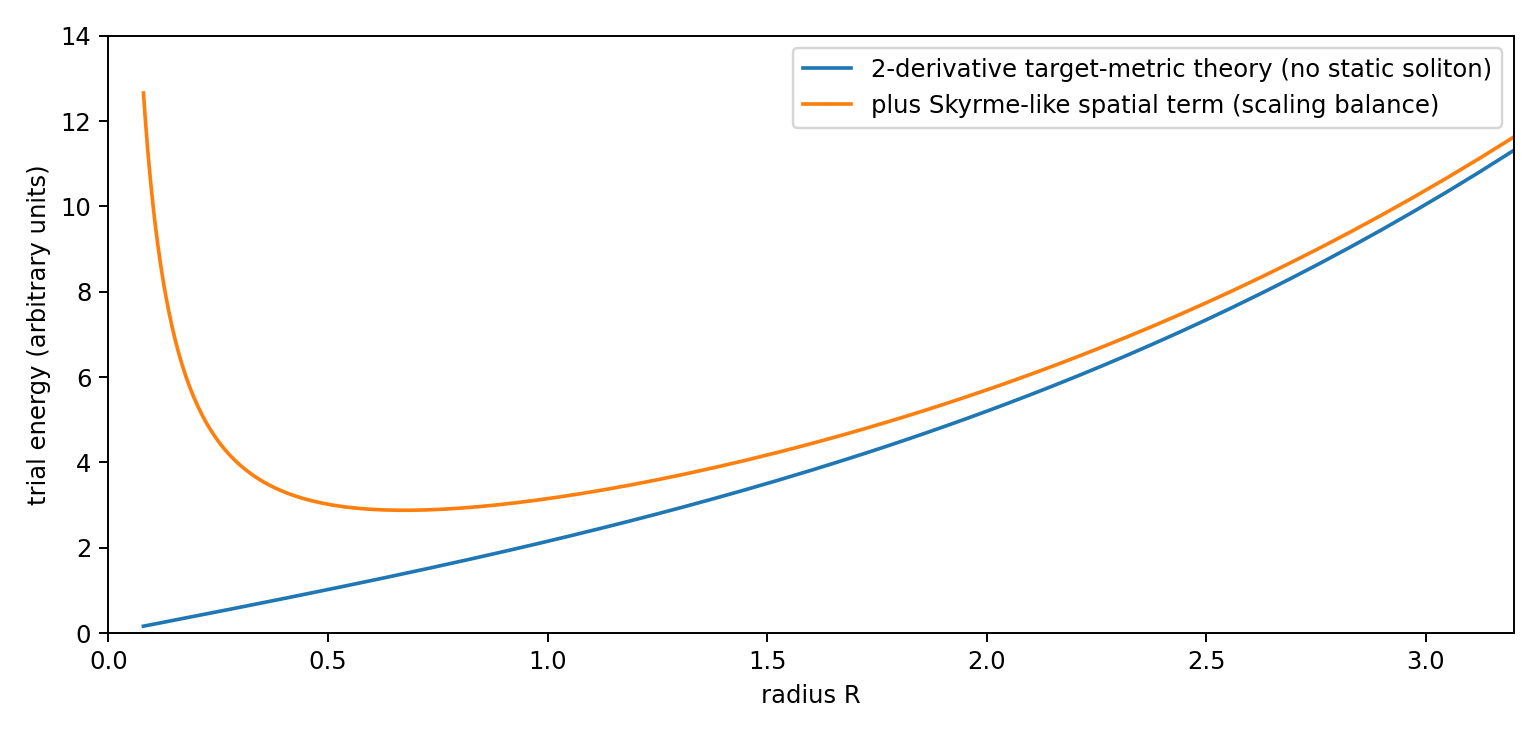 14
12
10
8
6
4
2
0
trial energy (arbitrary units)
2-derivative target-metric theory (no static soliton)
plus Skyrme-like spatial term (scaling balance)
0.0 0.5 1.0 1.5 2.0 2.5 3.0
radius R